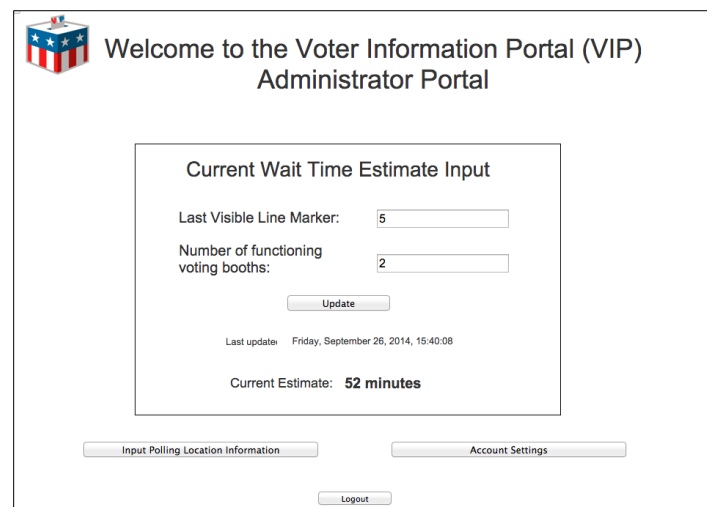 Welcome to the Voter Information Portal (VIP)
Administrator Portal
Current Wait Time Estimate Input
Last Visible Line Marker:
5
Number of functioning
voting booths:
2
Update
Last update Friday, September 26, 2014, 15:40:08
Current Estimate: 52 minutes
Input Polling Location Information
Account Settings
Logout